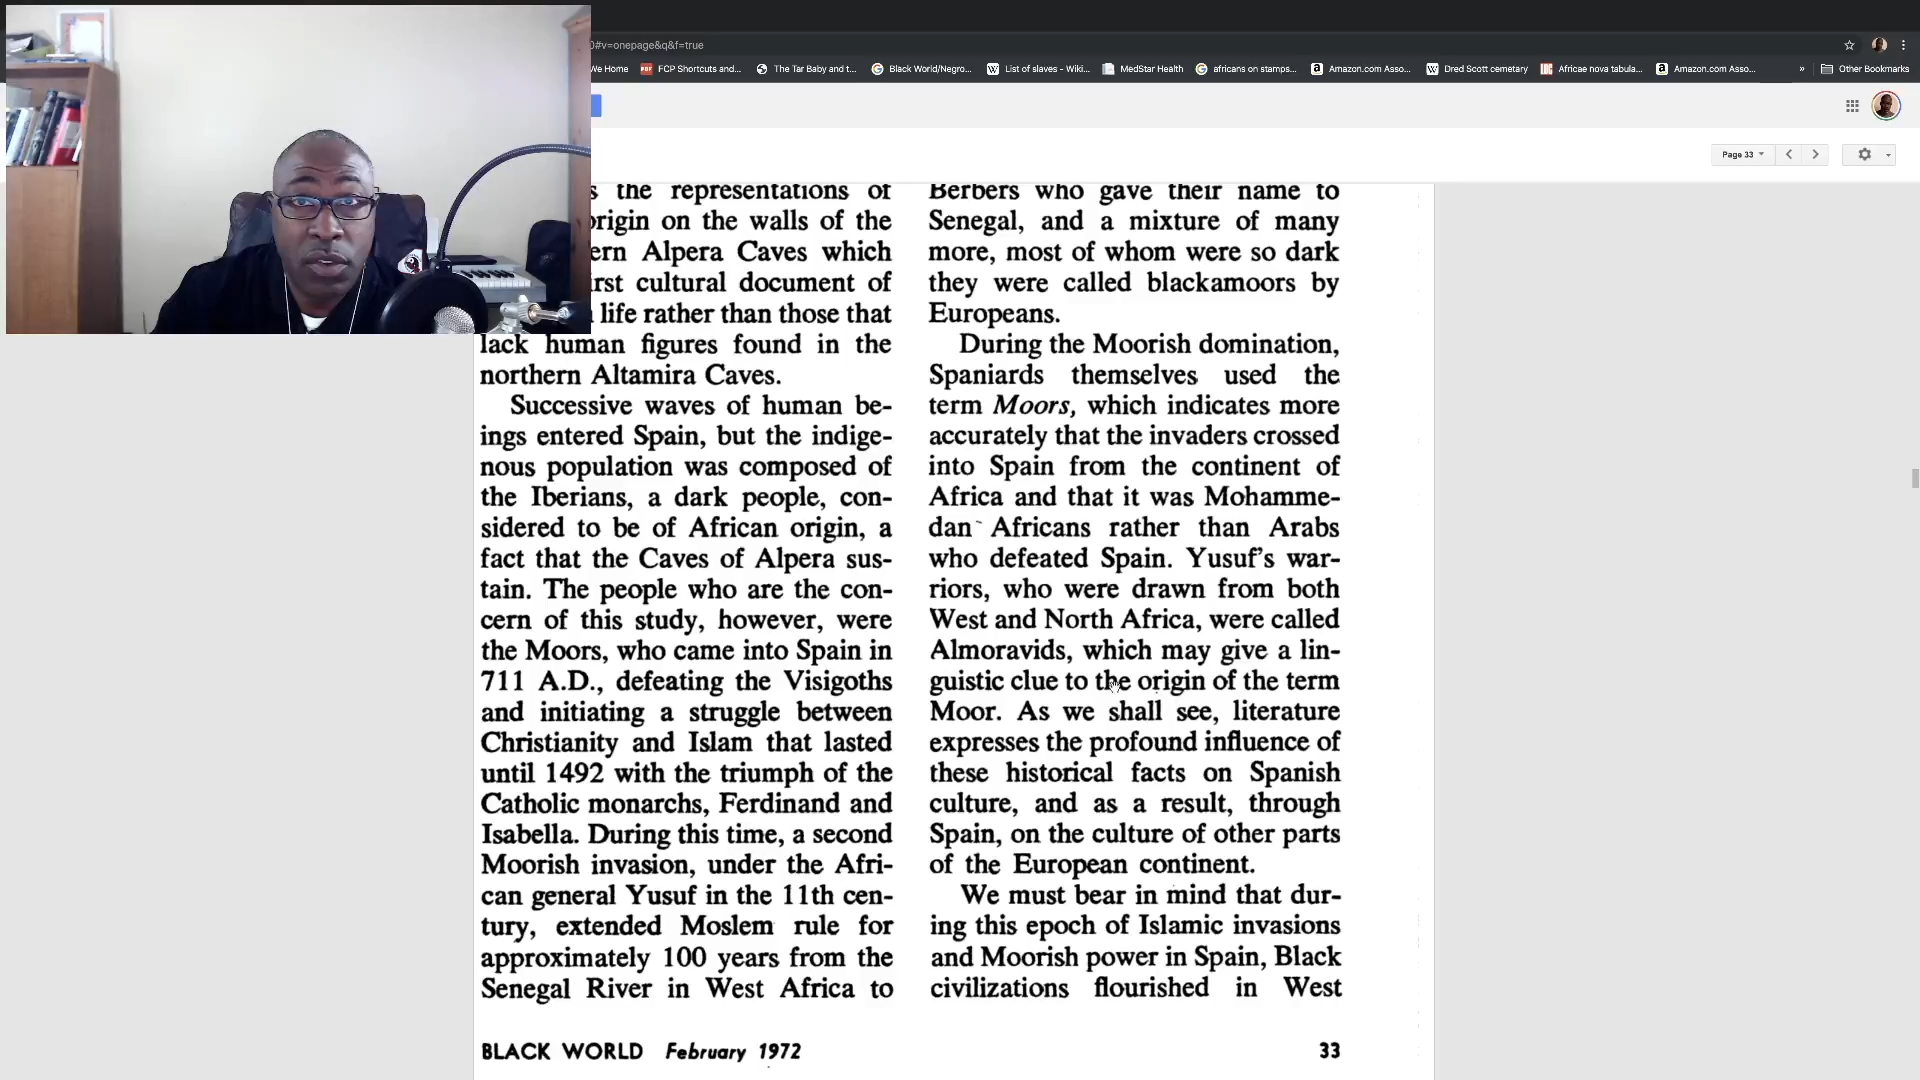 0#v=onepage&q&f=true
We Home
FCP Shortcuts and...
The Tar Baby and t...
Black World/Negro...
List of slaves - Wiki...
MedStar Health
africans on stamps...
Amazon.com Asso...
Dred Scott cemetary
Africae nova tabula...
Amazon.com Asso...
»
Other Bookmarks
Page 33
the representations of
origin on the walls of the
ern Alpera Caves which
irst cultural document of
life rather than those that
lack human figures found in the
northern Altamira Caves.
Successive waves of human be-
ings entered Spain, but the indige-
nous population was composed of
the Iberians, a dark people, con-
sidered to be of African origin, a
fact that the Caves of Alpera sus-
tain. The people who are the con-
cern of this study, however, were
the Moors, who came into Spain in
711 A.D., defeating the Visigoths
and initiating a struggle between
Christianity and Islam that lasted
until 1492 with the triumph of the
Catholic monarchs, Ferdinand and
Isabella. During this time, a second
Moorish invasion, under the Afri-
can general Yusuf in the 11th cen-
tury, extended Moslem rule for
approximately 100 years from the
Senegal River in West Africa to
Berbers who gave their name to
Senegal, and a mixture of many
more, most of whom were so dark
they were called blackamoors by
Europeans.
During the Moorish domination,
Spaniards themselves used the
term Moors, which indicates more
accurately that the invaders crossed
into Spain from the continent of
Africa and that it was Mohamme-
dan Africans rather than Arabs
who defeated Spain. Yusuf's war-
riors, who were drawn from both
West and North Africa, were called
Almoravids, which may give a lin-
guistic clue to the origin of the term
Moor. As we shall see, literature
expresses the profound influence of
these historical facts on Spanish
culture, and as a result, through
Spain, on the culture of other parts
of the European continent.
We must bear in mind that dur-
ing this epoch of Islamic invasions
and Moorish power in Spain, Black
civilizations flourished in West
BLACK WORLD February 1972
33